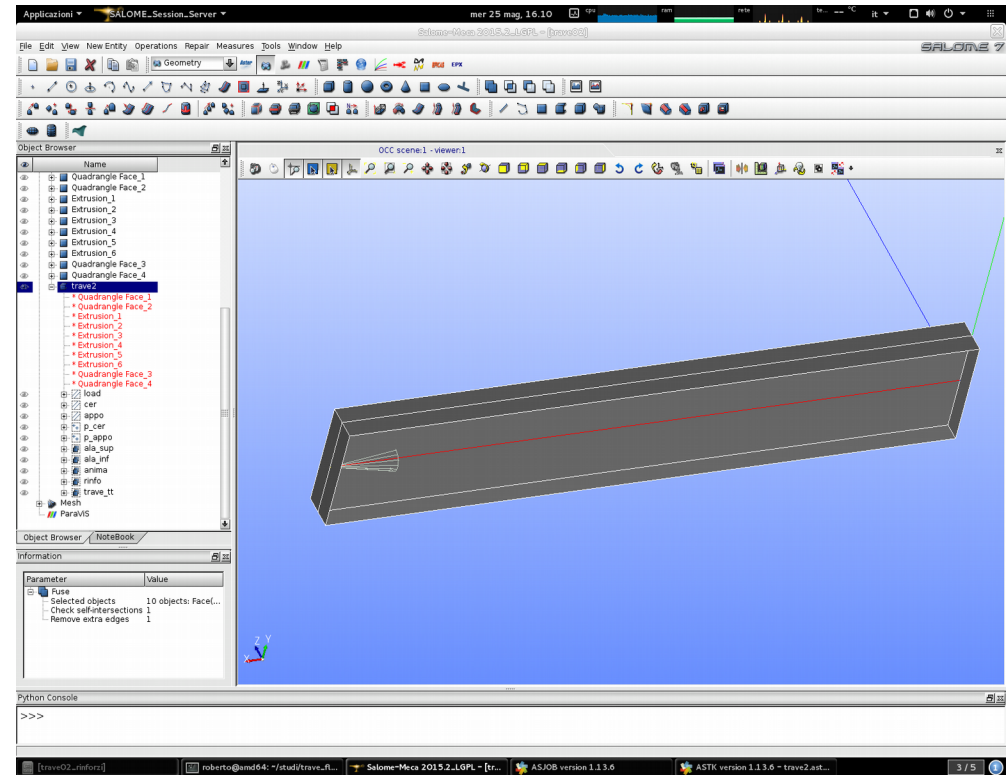 Applicazioni SALOME_Session_Server mer 25 mag, 16.10 cpu ram rete te... -- °C it
Salome-Meca 2015.2_LGPL - [trave02]
File Edit View New Entity Operations Repair Measures Tools Window Help
SALOME 7
Geometry
Object Browser
OCC scene:1 - viewer:1
Name
Quadrangle Face_1
Quadrangle Face_2
Extrusion_1
Extrusion_2
Extrusion_3
Extrusion_4
Extrusion_5
Extrusion_6
Quadrangle Face_3
Quadrangle Face_4
trave2
* Quadrangle Face_1
* Quadrangle Face_2
* Extrusion_1
* Extrusion_2
* Extrusion_3
* Extrusion_4
* Extrusion_5
* Extrusion_6
* Quadrangle Face_3
* Quadrangle Face_4
load
cer
appo
p_cer
p_appo
ala_sup
ala_inf
anima
rinfo
trave_tt
Mesh
ParaViS
Object Browser NoteBook
Information
Parameter Value
Fuse
Selected objects 10 objects: Face(...
Check self-intersections 1
Remove extra edges 1
Z Y
X
Python Console
>>>
[trave02_rinforzi] roberto@amd64: ~/studi/trave_fl... Salome-Meca 2015.2_LGPL - [tr... ASJOB version 1.13.6 ASTK version 1.13.6 - trave2.ast... 3 / 5